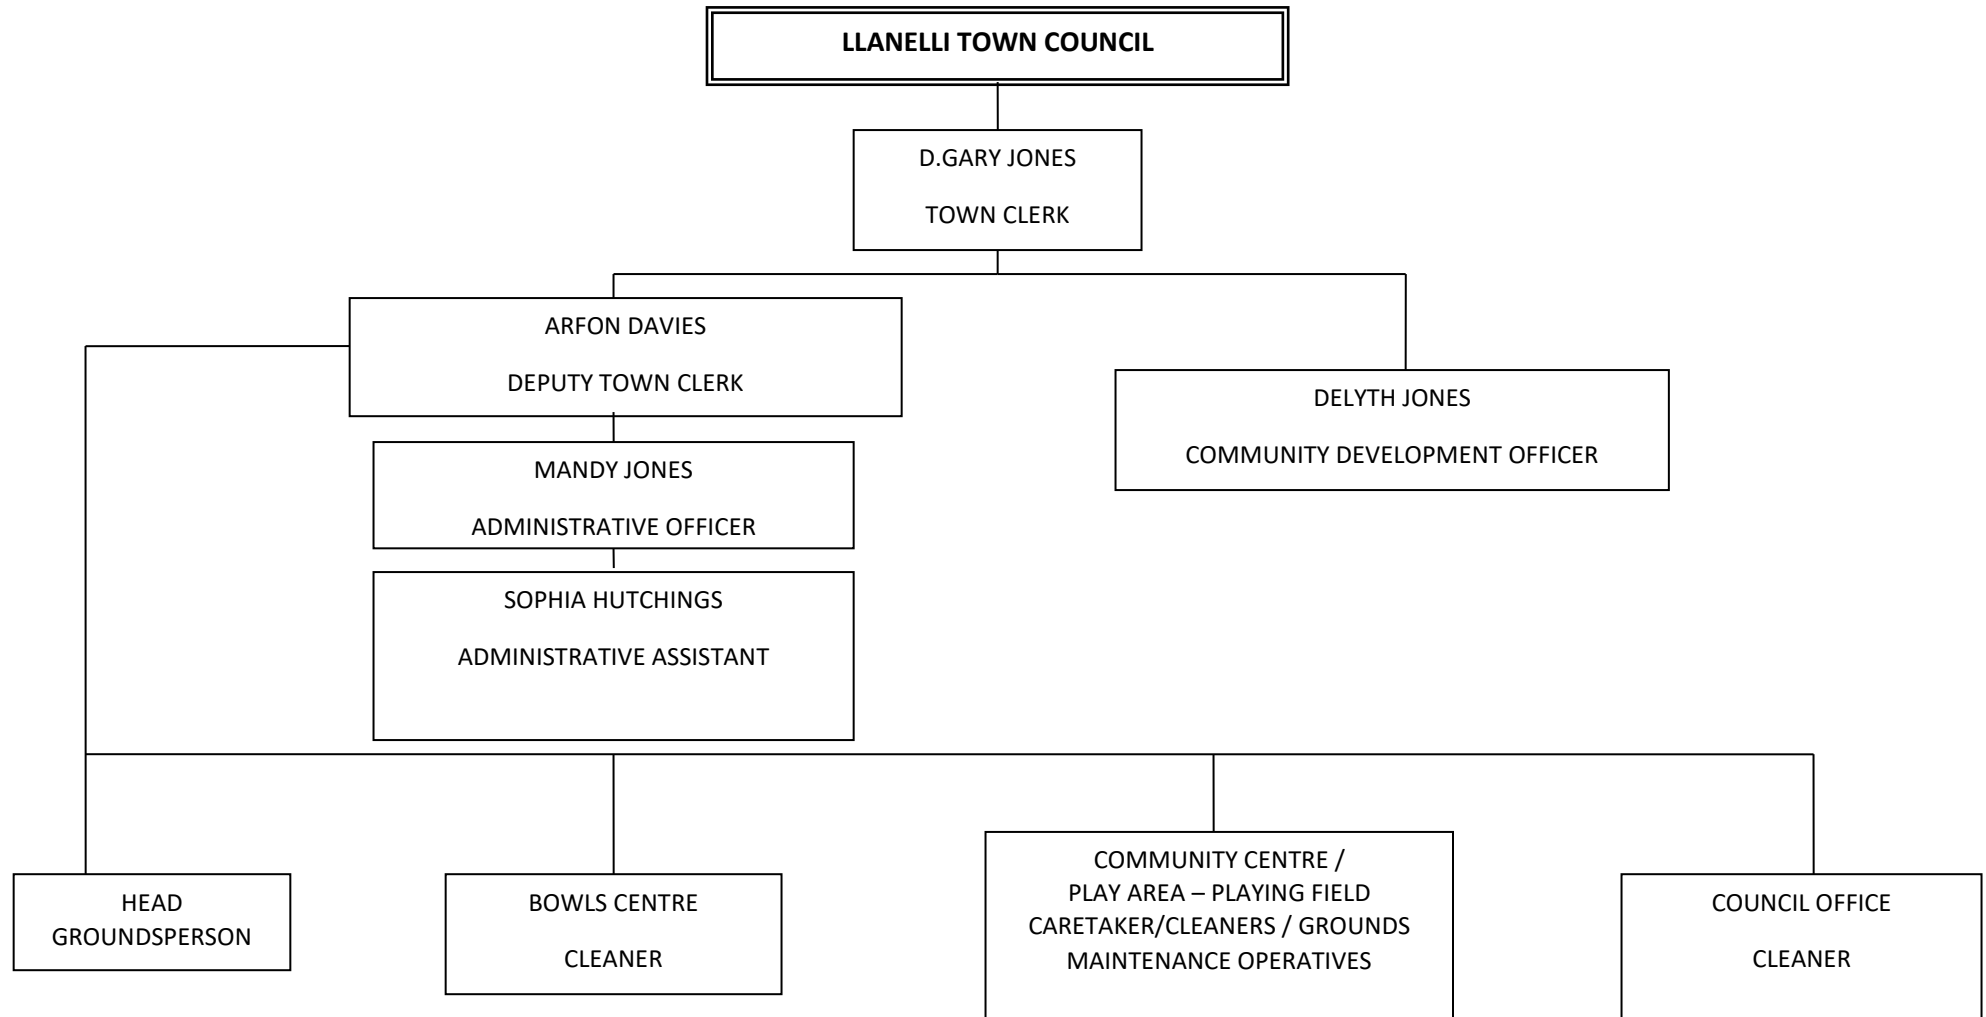 LLANELLI TOWN COUNCIL
D.GARY JONES
TOWN CLERK
ARFON DAVIES
DEPUTY TOWN CLERK
DELYTH JONES
COMMUNITY DEVELOPMENT OFFICER
MANDY JONES
ADMINISTRATIVE OFFICER
SOPHIA HUTCHINGS
ADMINISTRATIVE ASSISTANT
HEAD
GROUNDSPERSON
BOWLS CENTRE
CLEANER
COMMUNITY CENTRE /
PLAY AREA – PLAYING FIELD
CARETAKER/CLEANERS / GROUNDS
MAINTENANCE OPERATIVES
COUNCIL OFFICE
CLEANER